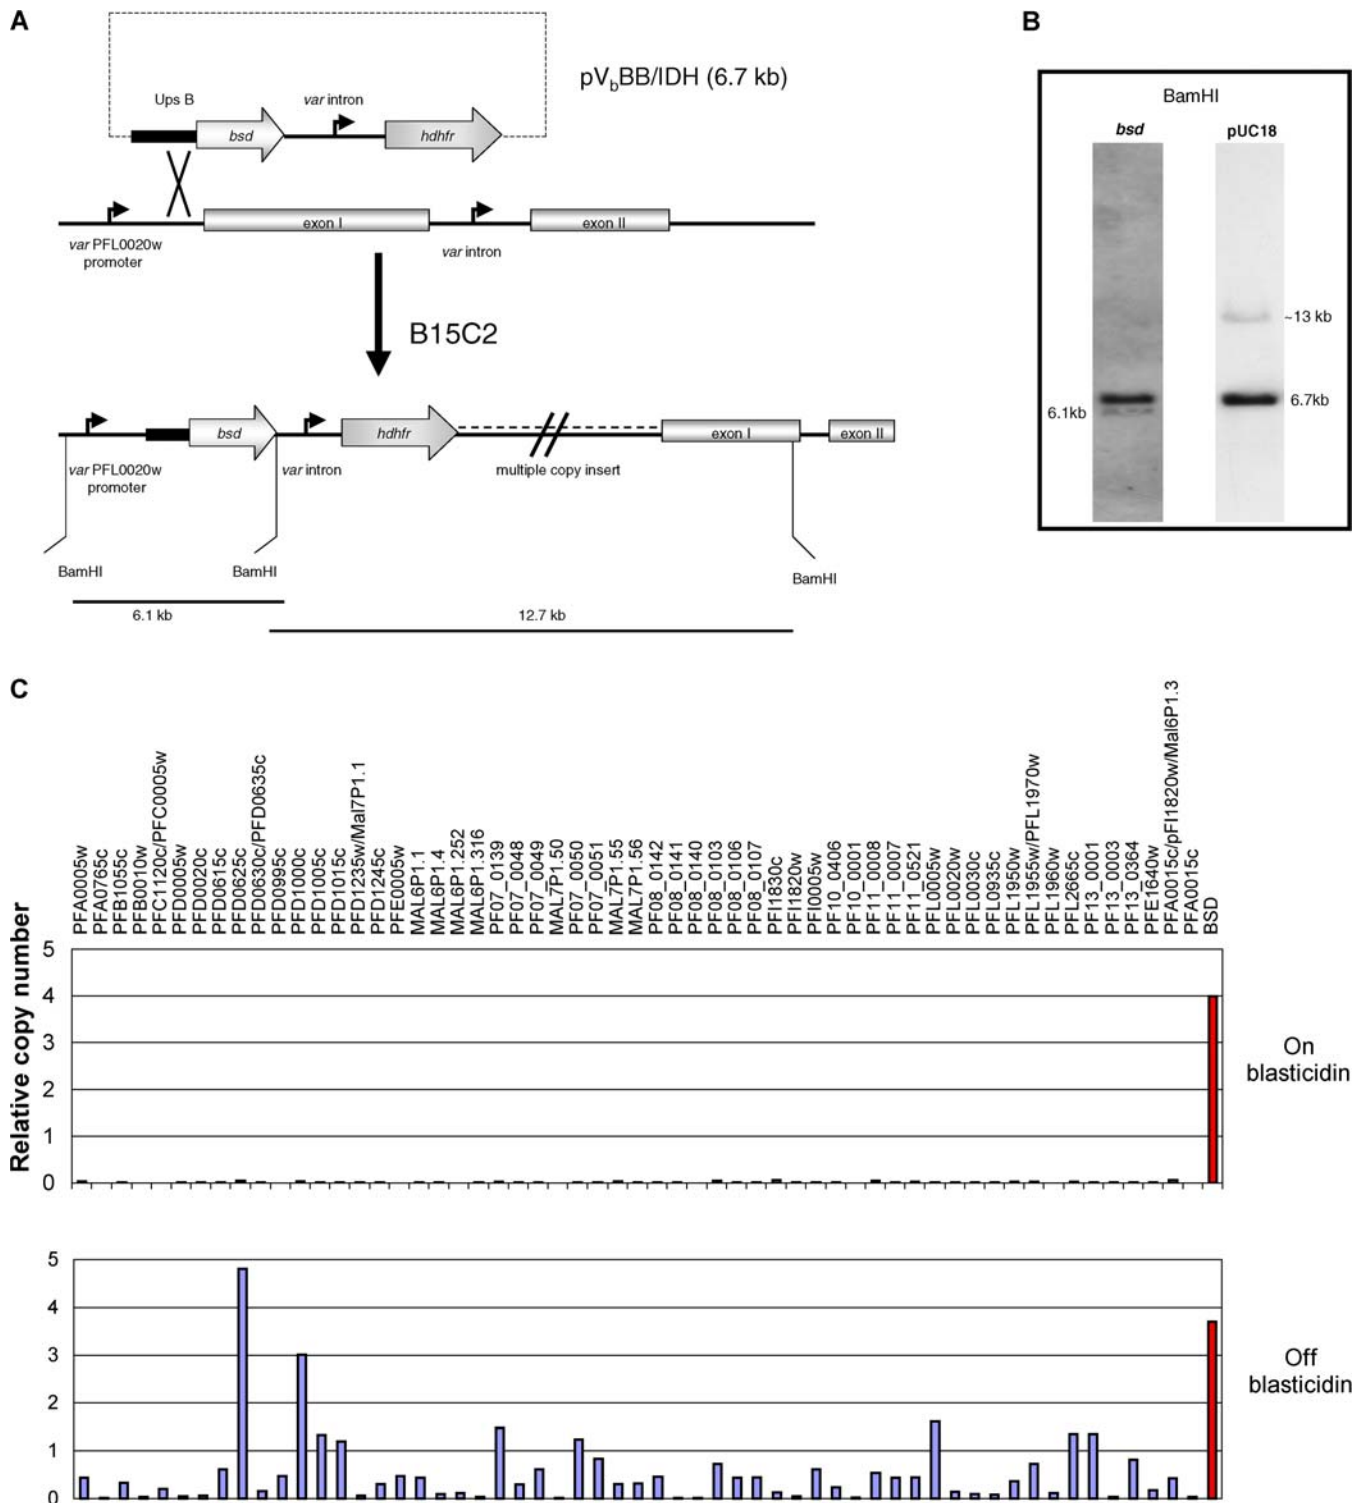 A
pVbBB/IDH (6.7 kb)
Ups B
var intron
bsd
hdhfr
exon I
exon II
var PFL0020w
promoter
var intron
B15C2
bsd
hdhfr
exon I
exon II
var PFL0020w
promoter
var intron
multiple copy insert
BamHI
BamHI
BamHI
6.1 kb
12.7 kb
B
BamHI
bsd
pUC18
~13 kb
6.1kb
6.7kb
C
PFA0005w
PFA0765c
PFB1055c
PFB0010w
PFC1120c/PFC0005w
PFD0005w
PFD0020c
PFD0615c
PFD0625c
PFD0630c/PFD0635c
PFD0995c
PFD1000c
PFD1005c
PFD1015c
PFD1235w/Mal7P1.1
PFD1245c
PFE0005w
MAL6P1.1
MAL6P1.4
MAL6P1.252
MAL6P1.316
PF07_0139
PF07_0048
PF07_0049
MAL7P1.50
PF07_0050
PF07_0051
MAL7P1.55
MAL7P1.56
PF08_0142
PF08_0141
PF08_0140
PF08_0103
PF08_0106
PF08_0107
PFI1830c
PFI1820w
PFI0005w
PF10_0406
PF10_0001
PF11_0008
PF11_0007
PF11_0521
PFL0005w
PFL0020w
PFL0030c
PFL0935c
PFL1950w
PFL1955w/PFL1970w
PFL1960w
PFL2665c
PF13_0001
PF13_0003
PF13_0364
PFE1640w
PFA0015c/pFI1820w/Mal6P1.3
PFA0015c
BSD
Relative copy number
5
4
3
2
1
0
On
blasticidin
5
4
3
2
1
0
Off
blasticidin